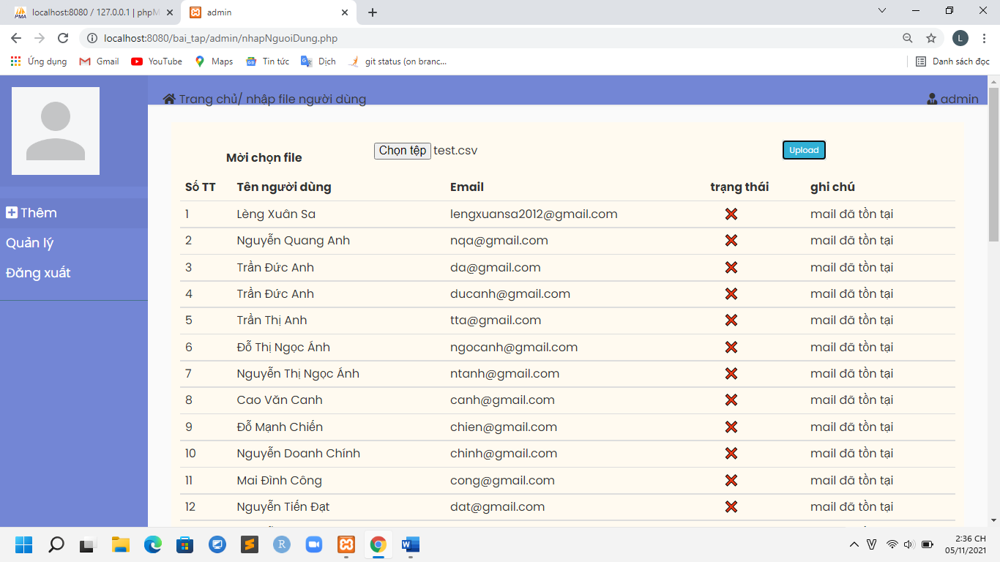 localhost:8080 / 127.0.0.1 | phpM
admin
localhost:8080/bai_tap/admin/nhapNguoiDung.php
L
Ứng dụng
Gmail
YouTube
Maps
Tin tức
Dịch
git status (on branc...
Danh sách đọc
Trang chủ/ nhập file người dùng
admin
Thêm
Quản lý
Đăng xuất
Mời chọn file
Chọn tệp test.csv
Upload
Số TT Tên người dùng Email trạng thái ghi chú
1 Lèng Xuân Sa lengxuansa2012@gmail.com mail đã tồn tại
2 Nguyễn Quang Anh nqa@gmail.com mail đã tồn tại
3 Trần Đức Anh da@gmail.com mail đã tồn tại
4 Trần Đức Anh ducanh@gmail.com mail đã tồn tại
5 Trần Thị Anh tta@gmail.com mail đã tồn tại
6 Đỗ Thị Ngọc Ánh ngocanh@gmail.com mail đã tồn tại
7 Nguyễn Thị Ngọc Ánh ntanh@gmail.com mail đã tồn tại
8 Cao Văn Canh canh@gmail.com mail đã tồn tại
9 Đỗ Mạnh Chiến chien@gmail.com mail đã tồn tại
10 Nguyễn Doanh Chính chinh@gmail.com mail đã tồn tại
11 Mai Đình Công cong@gmail.com mail đã tồn tại
12 Nguyễn Tiến Đạt dat@gmail.com mail đã tồn tại
2:36 CH
05/11/2021